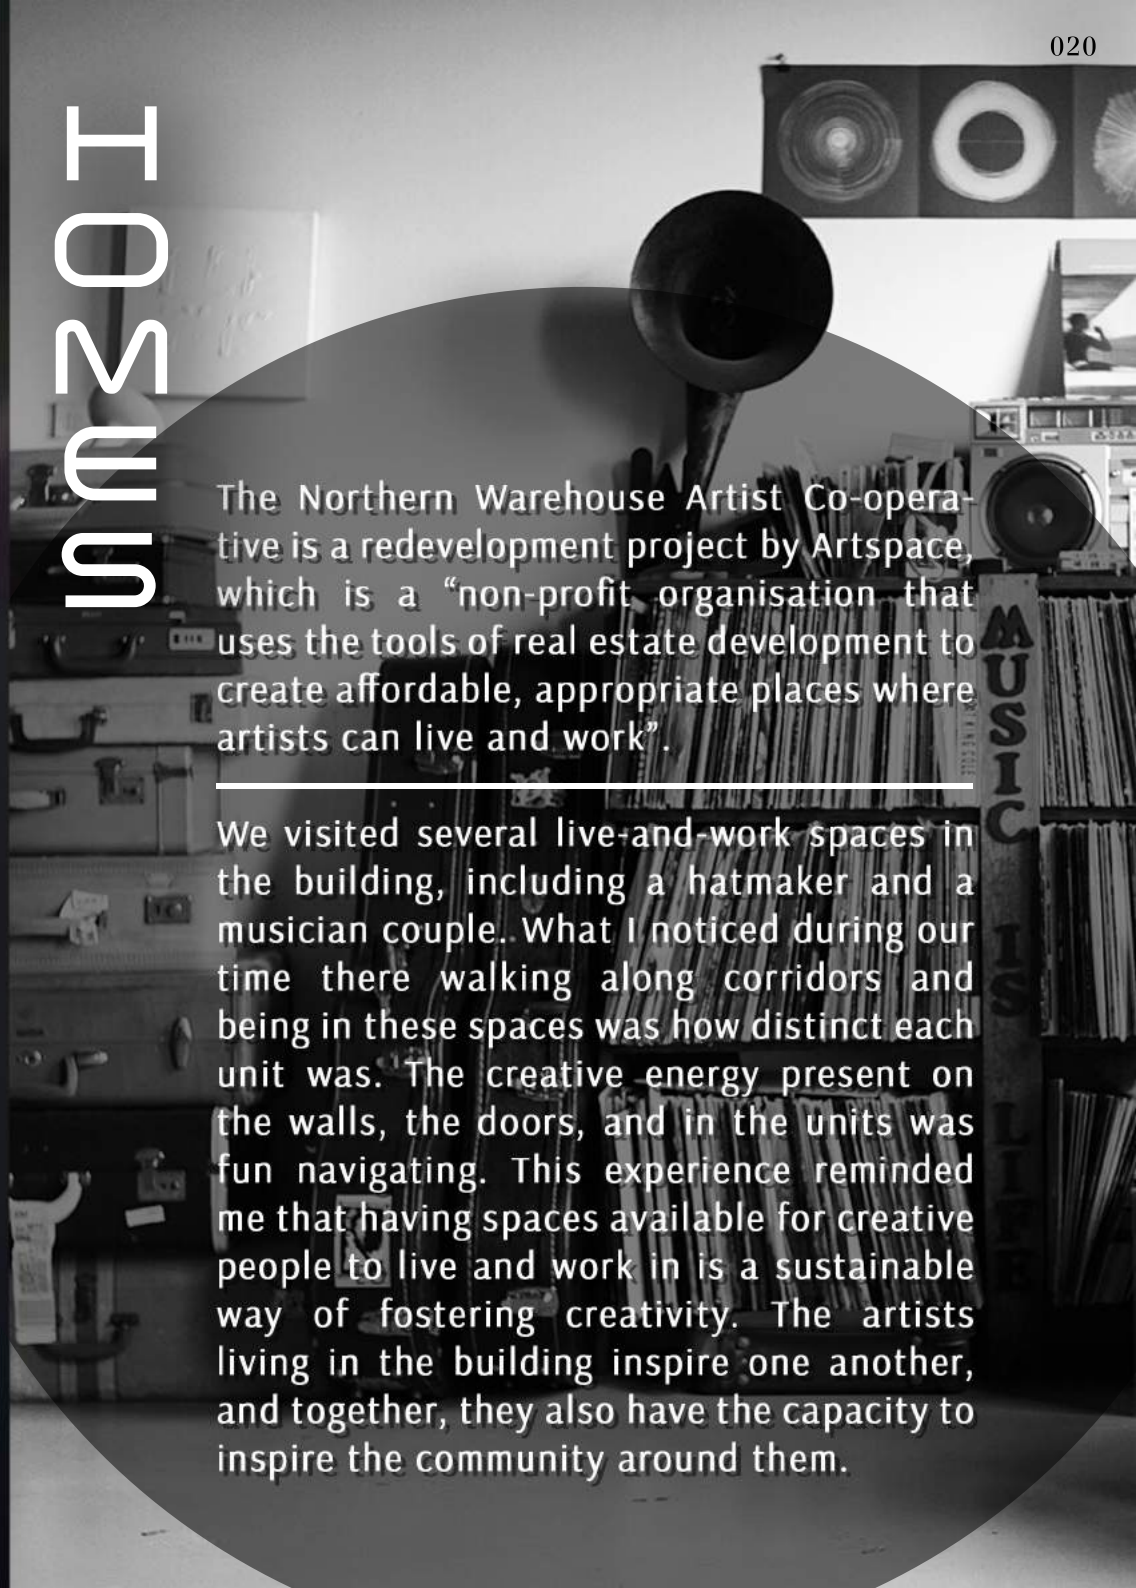 020
HOMES
The Northern Warehouse Artist Co-opera-
tive is a redevelopment project by Artspace,
which is a “non-profit organisation that
uses the tools of real estate development to
create affordable, appropriate places where
artists can live and work”.
We visited several live-and-work spaces in
the building, including a hatmaker and a
musician couple. What I noticed during our
time there walking along corridors and
being in these spaces was how distinct each
unit was. The creative energy present on
the walls, the doors, and in the units was
fun navigating. This experience reminded
me that having spaces available for creative
people to live and work in is a sustainable
way of fostering creativity. The artists
living in the building inspire one another,
and together, they also have the capacity to
inspire the community around them.
MUSIC IS LIFE